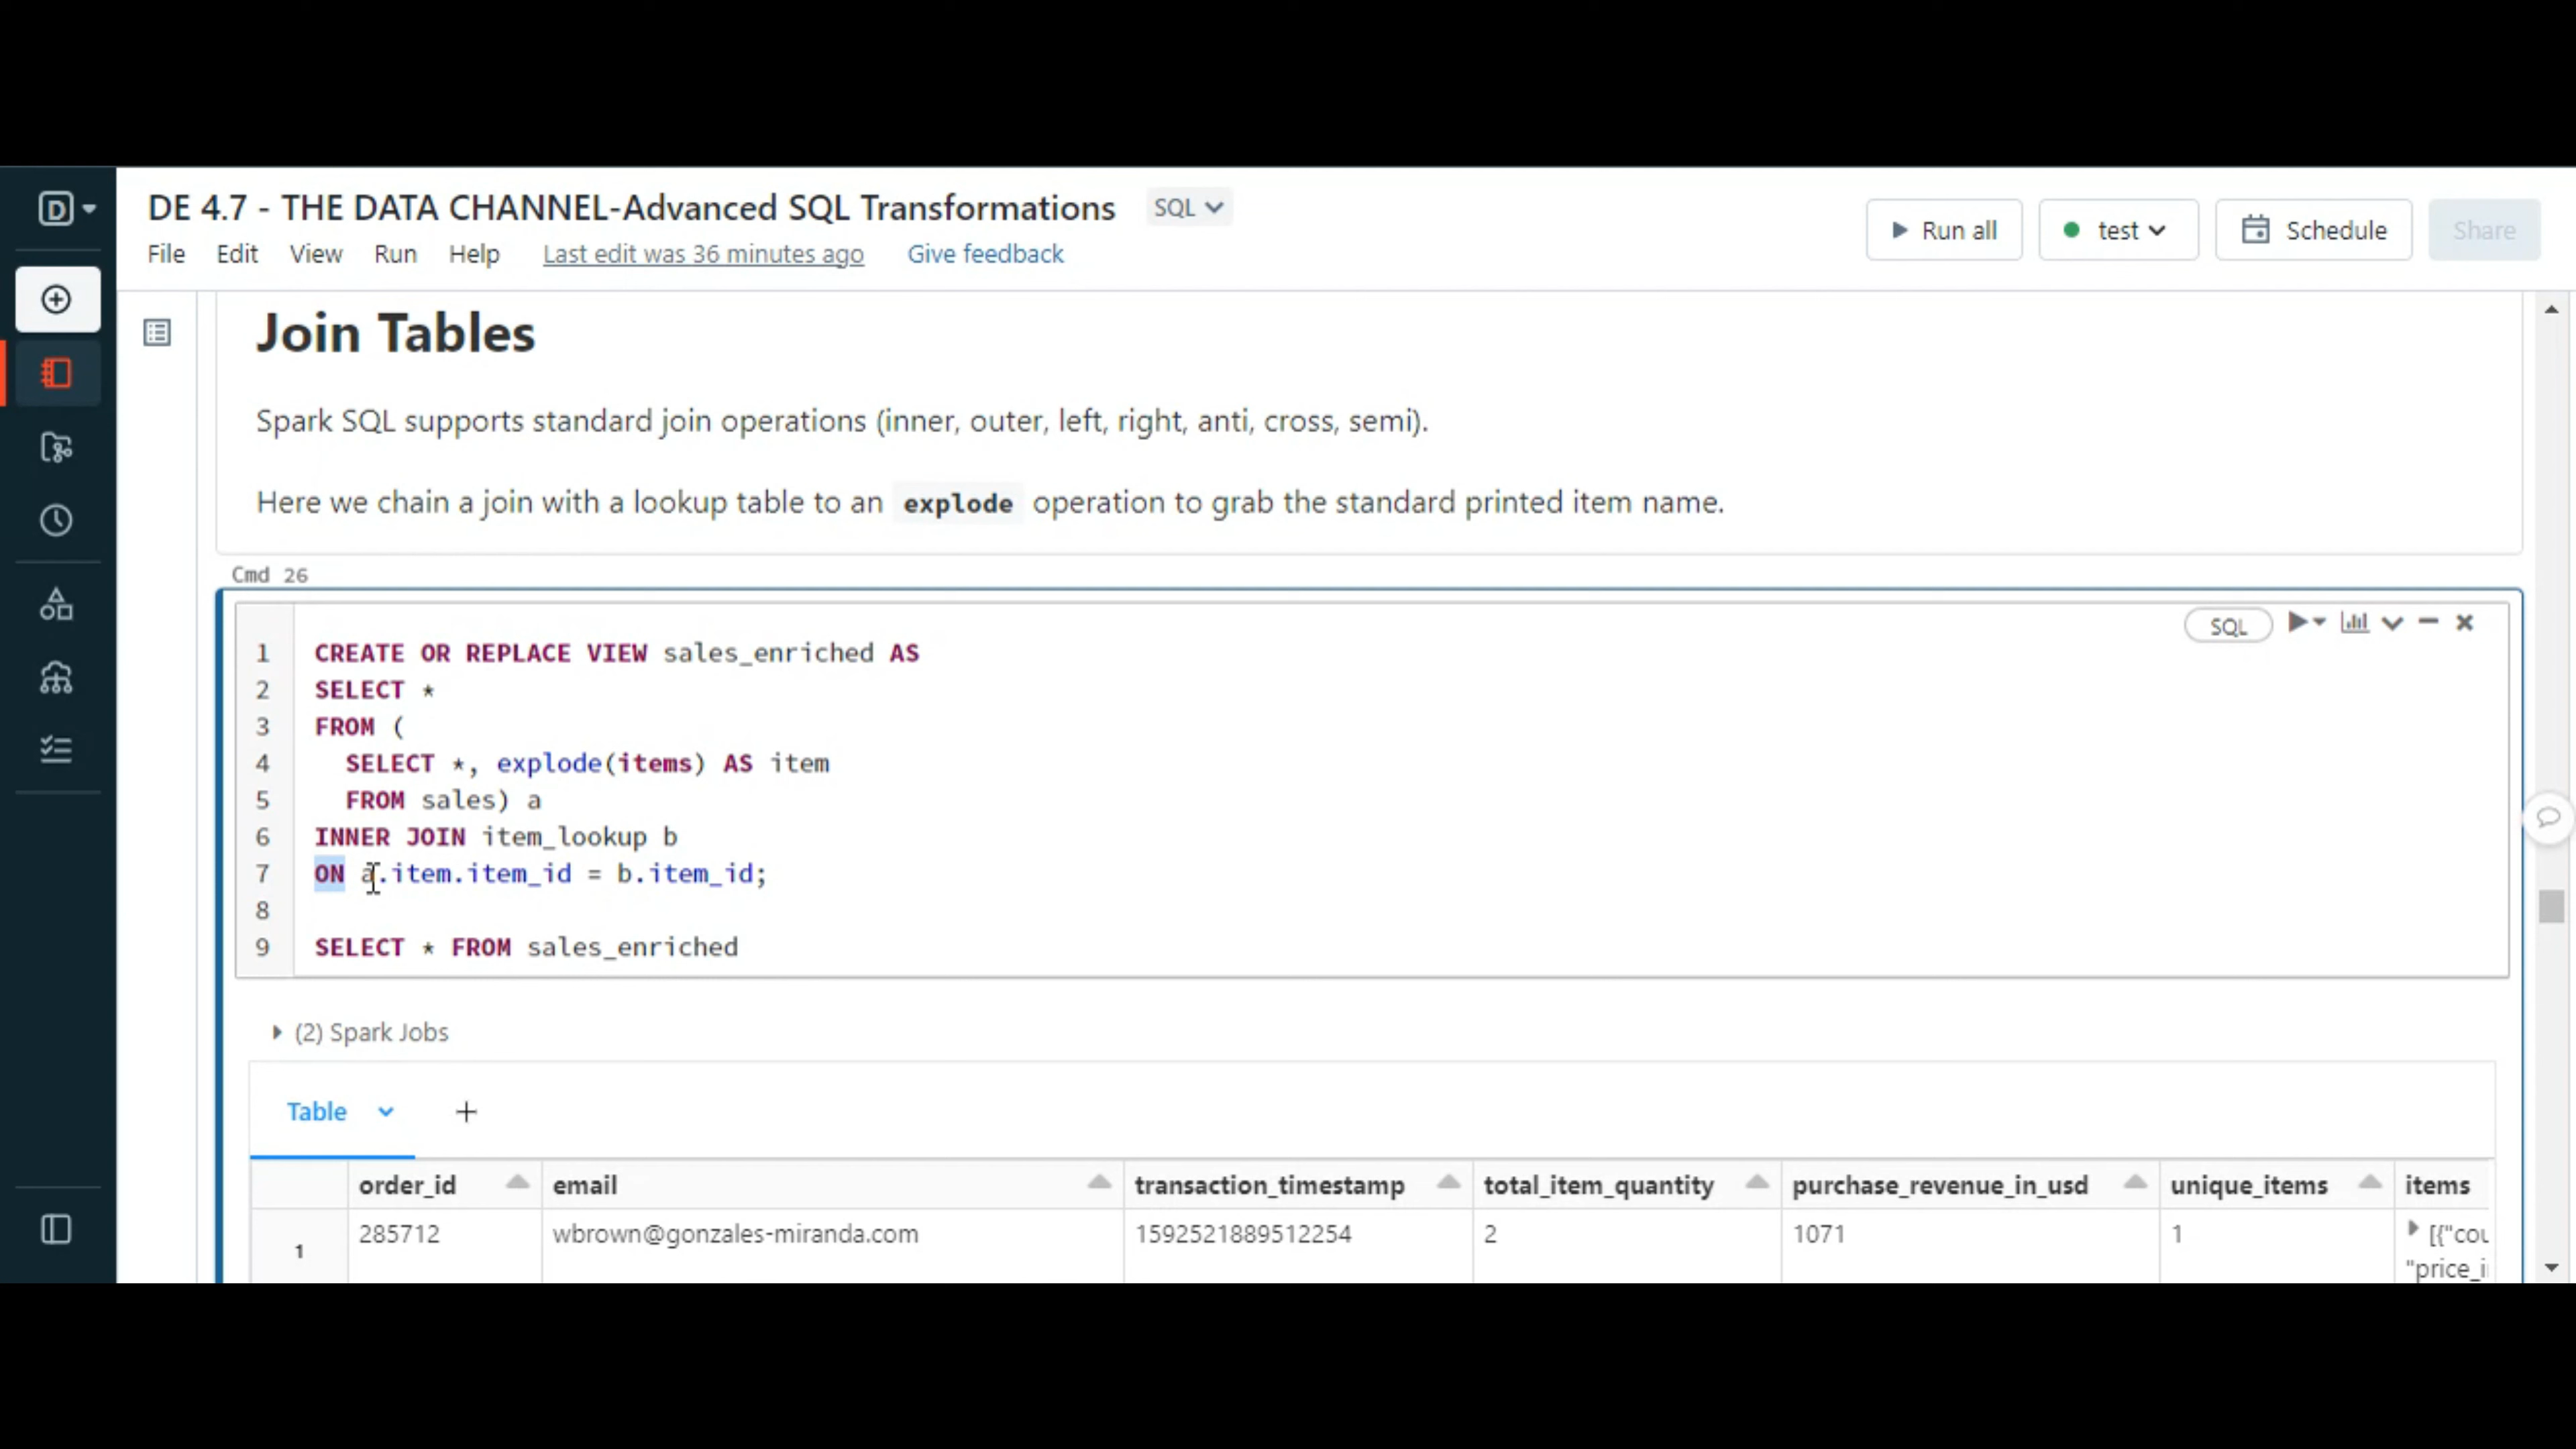 DE 4.7 - THE DATA CHANNEL-Advanced SQL Transformations SQL
File Edit View Run Help Last edit was 36 minutes ago Give feedback
Run all test Schedule Share
Join Tables
Spark SQL supports standard join operations (inner, outer, left, right, anti, cross, semi).
Here we chain a join with a lookup table to an explode operation to grab the standard printed item name.
Cmd 26
SQL
1 CREATE OR REPLACE VIEW sales_enriched AS
2 SELECT *
3 FROM (
4 SELECT *, explode(items) AS item
5 FROM sales) a
6 INNER JOIN item_lookup b
7 ON a.item.item_id = b.item_id;
8
9 SELECT * FROM sales_enriched
(2) Spark Jobs
Table +
order_id email transaction_timestamp total_item_quantity purchase_revenue_in_usd unique_items items
1 285712 wbrown@gonzales-miranda.com 1592521889512254 2 1071 1 [{"cou
"price_i